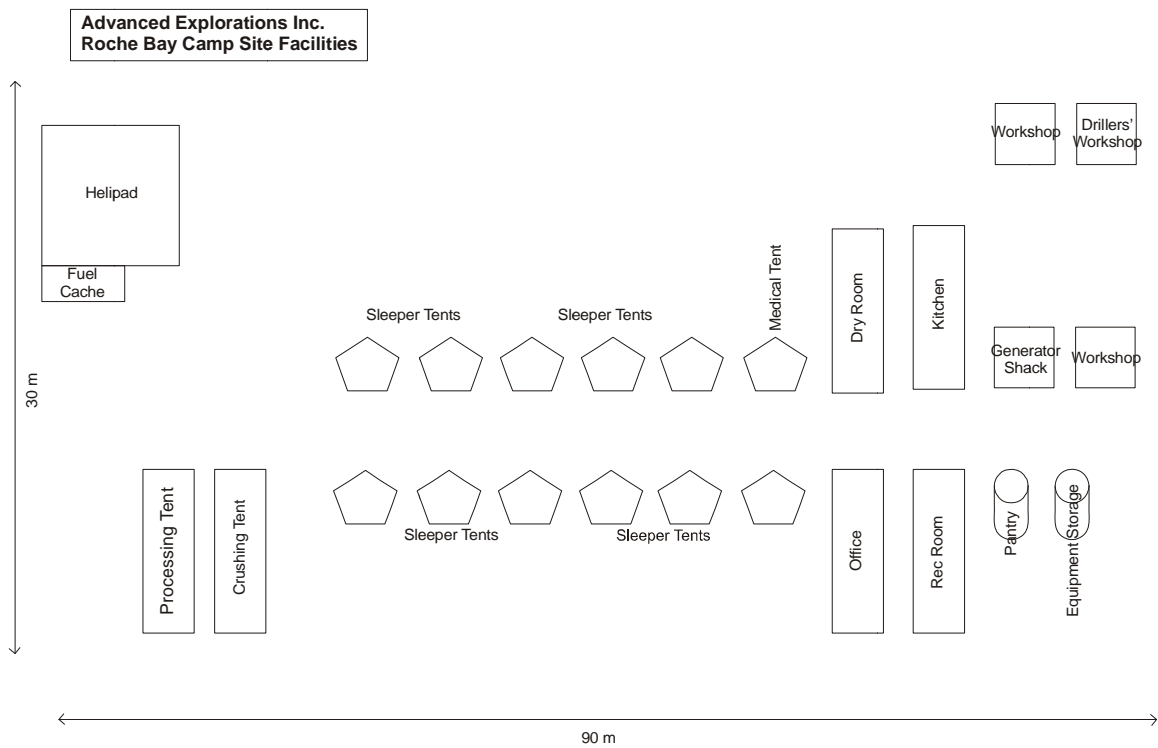 Advanced Explorations Inc.
Roche Bay Camp Site Facilities
Workshop
Drillers'
Workshop
Helipad
Fuel
Cache
Sleeper Tents
Sleeper Tents
Medical Tent
Dry Room
Kitchen
Generator
Shack
Workshop
30 m
Processing Tent
Crushing Tent
Sleeper Tents
Sleeper Tents
Office
Rec Room
Pantry
Equipment Storage
90 m